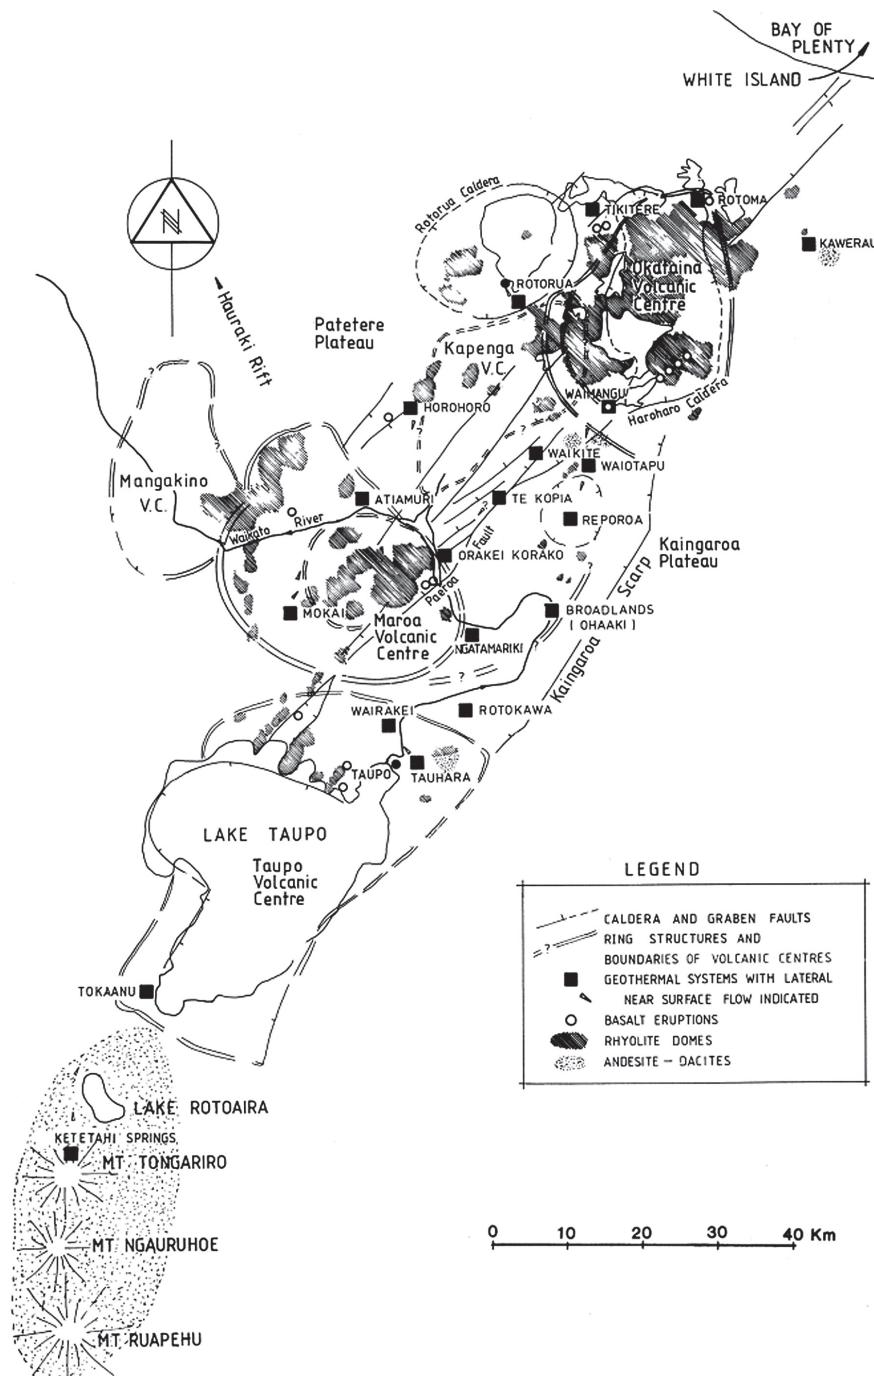 BAY OF
PLENTY
WHITE ISLAND
N
Hauraki Rift
Rotorua Caldera
TIKITERE
ROTOMA
KAWERAU
Okataina
Volcanic
Centre
ROTORUA
Patetere
Plateau
Kapenga
V.C.
?
HOROHORO
WAIMANGU
Haroharo Caldera
?
?
?
WAIKITE
WAIOTAPU
Mangakino
V.C.
ATIAMURI
?
TE KOPIA
REPOROA
Waikato
River
Fault
Paeroa
ORAKEI KORAKO
Kaingaroa
Plateau
MOKAI
Maroa
Volcanic
Centre
BROADLANDS
(OHAAKI)
NGATAMARIKI
?
?
?
Kaingaroa Scarp
WAIRAKEI
ROTOKAWA
TAUPO
TAUHARA
LAKE TAUPO
Taupo
Volcanic
Centre
TOKAANU
LAKE ROTOAIRA
KETETAHI SPRINGS
MT TONGARIRO
MT NGAURUHOE
MT RUAPEHU
LEGEND
CALDERA AND GRABEN FAULTS
? RING STRUCTURES AND
BOUNDARIES OF VOLCANIC CENTRES
GEOTHERMAL SYSTEMS WITH LATERAL
NEAR SURFACE FLOW INDICATED
BASALT ERUPTIONS
RHYOLITE DOMES
ANDESITE - DACITES
0 10 20 30 40 Km